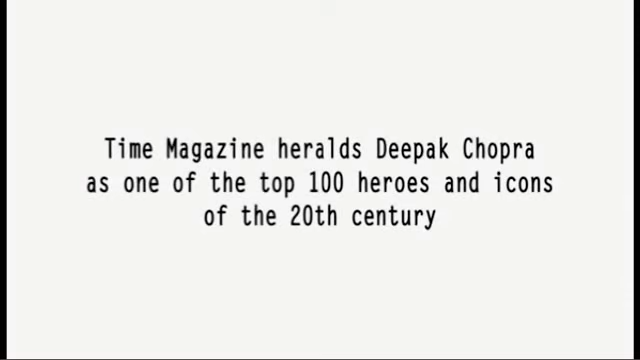 Time Magazine heralds Deepak Chopra
as one of the top 100 heroes and icons
of the 20th century